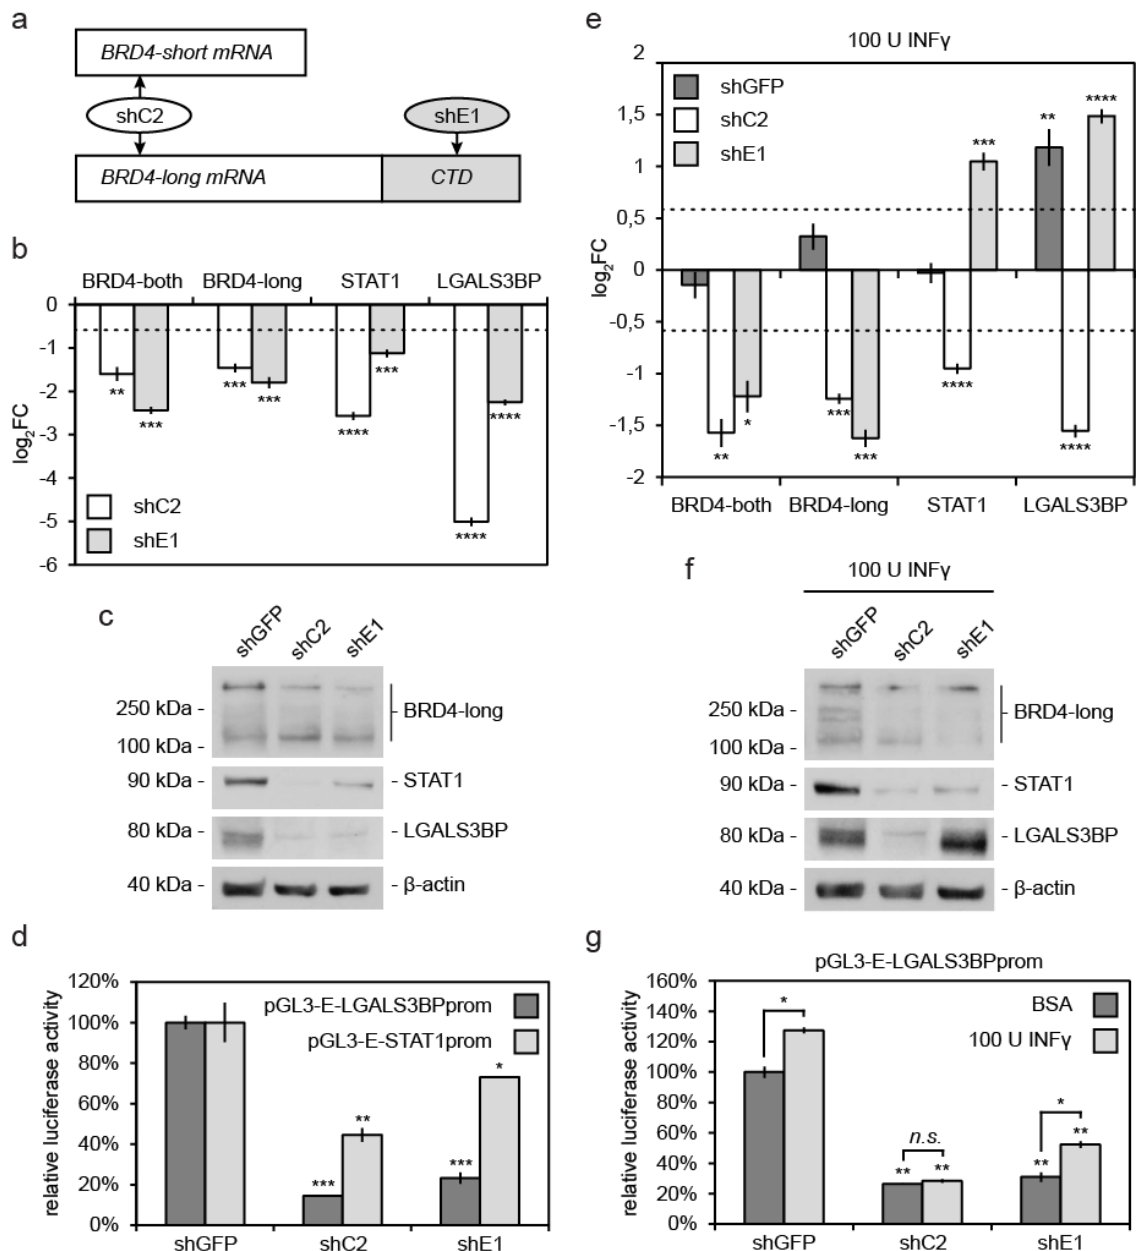 a
BRD4-short mRNA
shC2
shE1
BRD4-long mRNA
CTD
b
BRD4-both BRD4-long STAT1 LGALS3BP
0
-1
-2
-3
-4
-5
-6
log2FC
** *** *** *** **** *** **** ****
shC2
shE1
c
shGFP shC2 shE1
250 kDa -
100 kDa -
BRD4-long
90 kDa - - STAT1
80 kDa - - LGALS3BP
40 kDa - - β-actin
d
relative luciferase activity
120%
100%
80%
60%
40%
20%
0%
pGL3-E-LGALS3BPprom
pGL3-E-STAT1prom
*** ** *** *
shGFP shC2 shE1
e
100 U INFγ
2
1,5
1
0,5
0
-0,5
-1
-1,5
-2
log2FC
shGFP
shC2
shE1
** * *** *** **** *** ** **** ****
BRD4-both BRD4-long STAT1 LGALS3BP
f
100 U INFγ
shGFP shC2 shE1
250 kDa -
100 kDa -
BRD4-long
90 kDa - - STAT1
80 kDa - - LGALS3BP
40 kDa - - β-actin
g
pGL3-E-LGALS3BPprom
relative luciferase activity
160%
140%
120%
100%
80%
60%
40%
20%
0%
BSA
100 U INFγ
*
n.s.
** **
*
** **
shGFP shC2 shE1